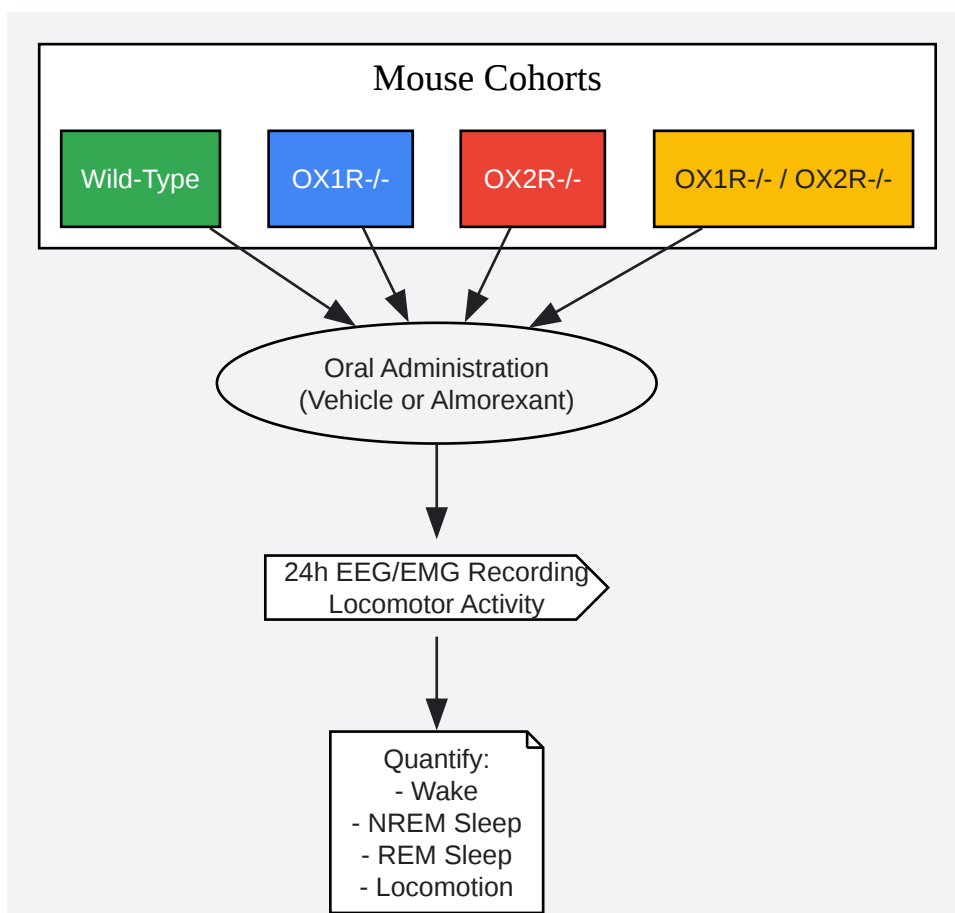 Mouse Cohorts
Wild-Type
OX1R-/-
OX2R-/-
OX1R-/- / OX2R-/-
Oral Administration
(Vehicle or Almorexant)
24h EEG/EMG Recording
Locomotor Activity
Quantify:
- Wake
- NREM Sleep
- REM Sleep
- Locomotion